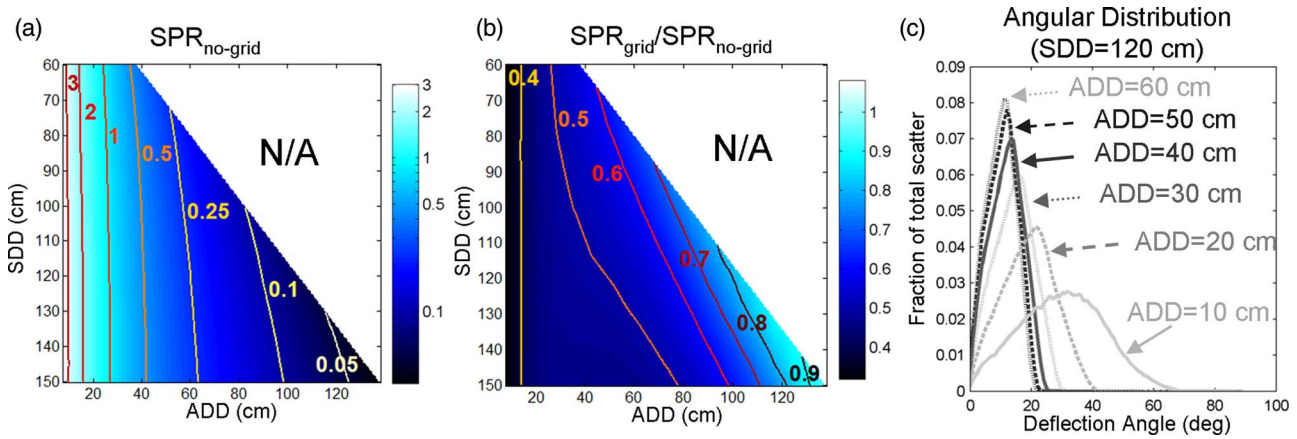 (a)
SPRno-grid
SDD (cm)
60
70
80
90
100
110
120
130
140
150
3
2
1
0.5
0.25
0.1
0.05
N/A
20 40 60 80 100 120
ADD (cm)
3
2
1
0.5
0.1
(b)
SPRgrid/SPRno-grid
SDD (cm)
60
70
80
90
100
110
120
130
140
150
0.4
0.5
0.6
0.7
0.8
0.9
N/A
20 40 60 80 100 120
ADD (cm)
1
0.9
0.8
0.7
0.6
0.5
0.4
(c)
Angular Distribution
(SDD=120 cm)
Fraction of total scatter
0.09
0.08
0.07
0.06
0.05
0.04
0.03
0.02
0.01
0
ADD=60 cm
ADD=50 cm
ADD=40 cm
ADD=30 cm
ADD=20 cm
ADD=10 cm
0 20 40 60 80 100
Deflection Angle (deg)